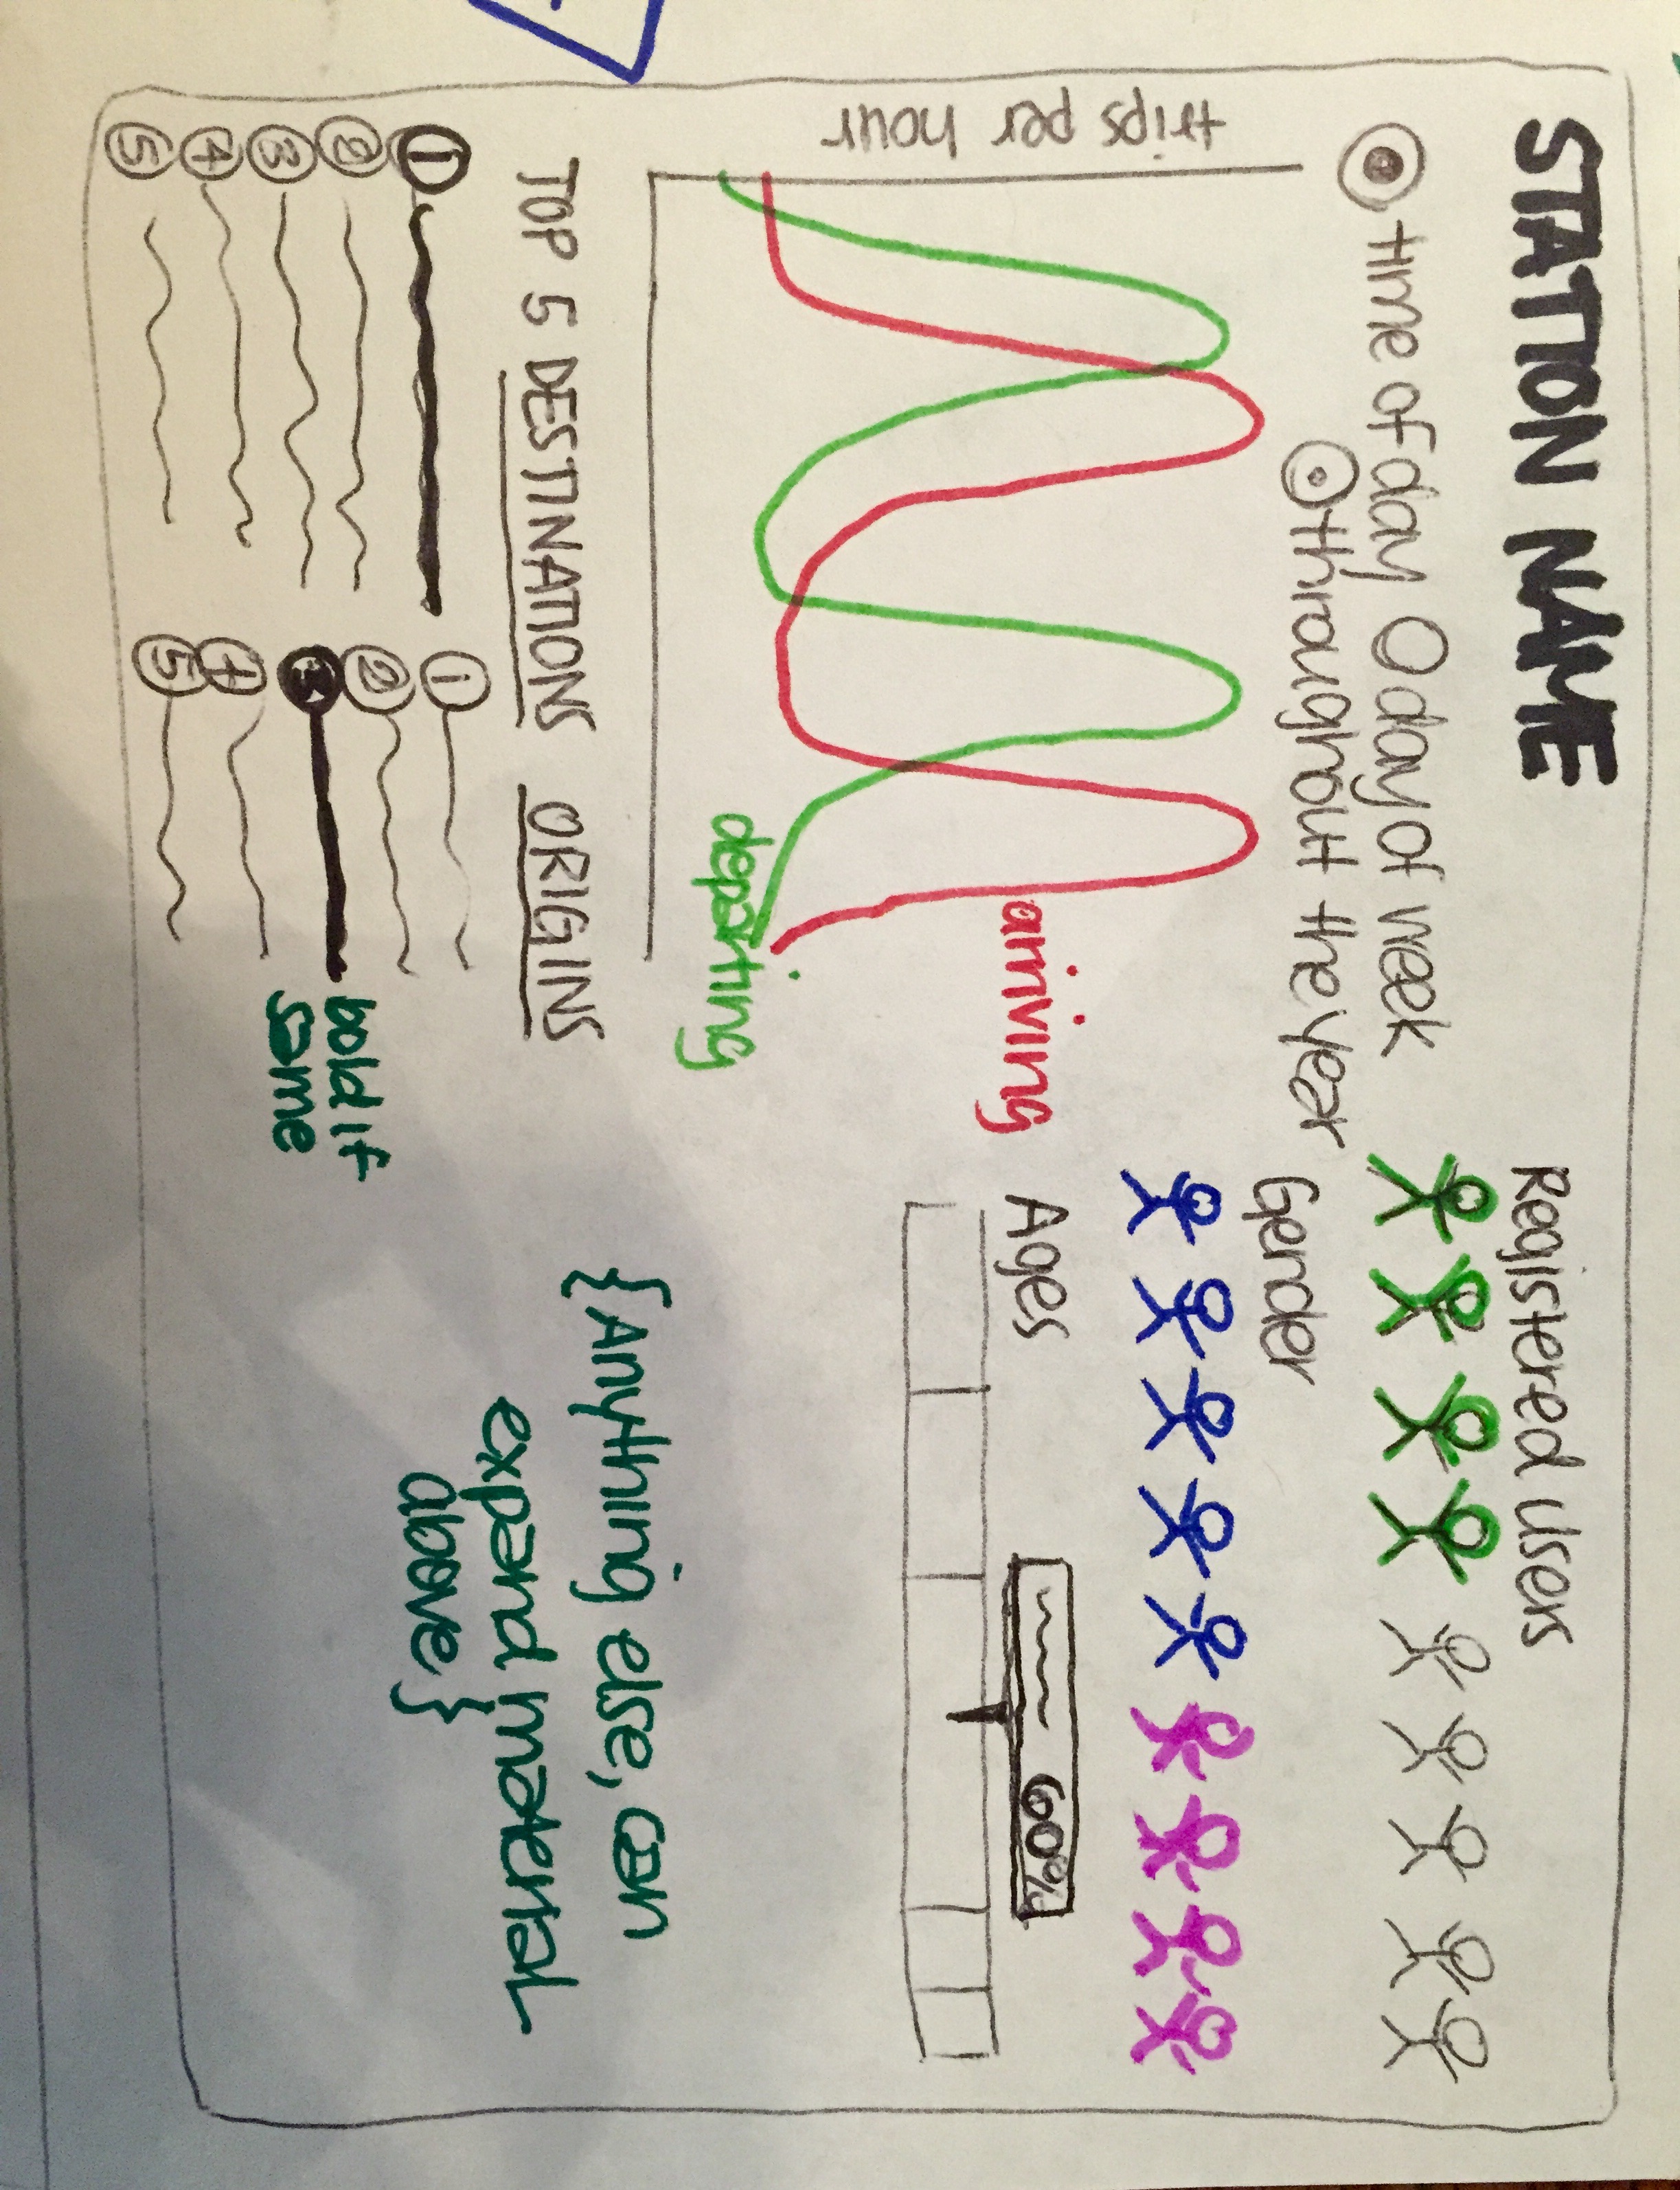 STATION NAME
time of day O day of week
throughout the year
trips per hour
arriving
departing
TOP 5 DESTINATIONS ORIGINS
1
2
3
4
5
1
2
3
4
5
bold if
same
Registered users
Gender
Ages
60%
{Anything else, can
expand material
above}